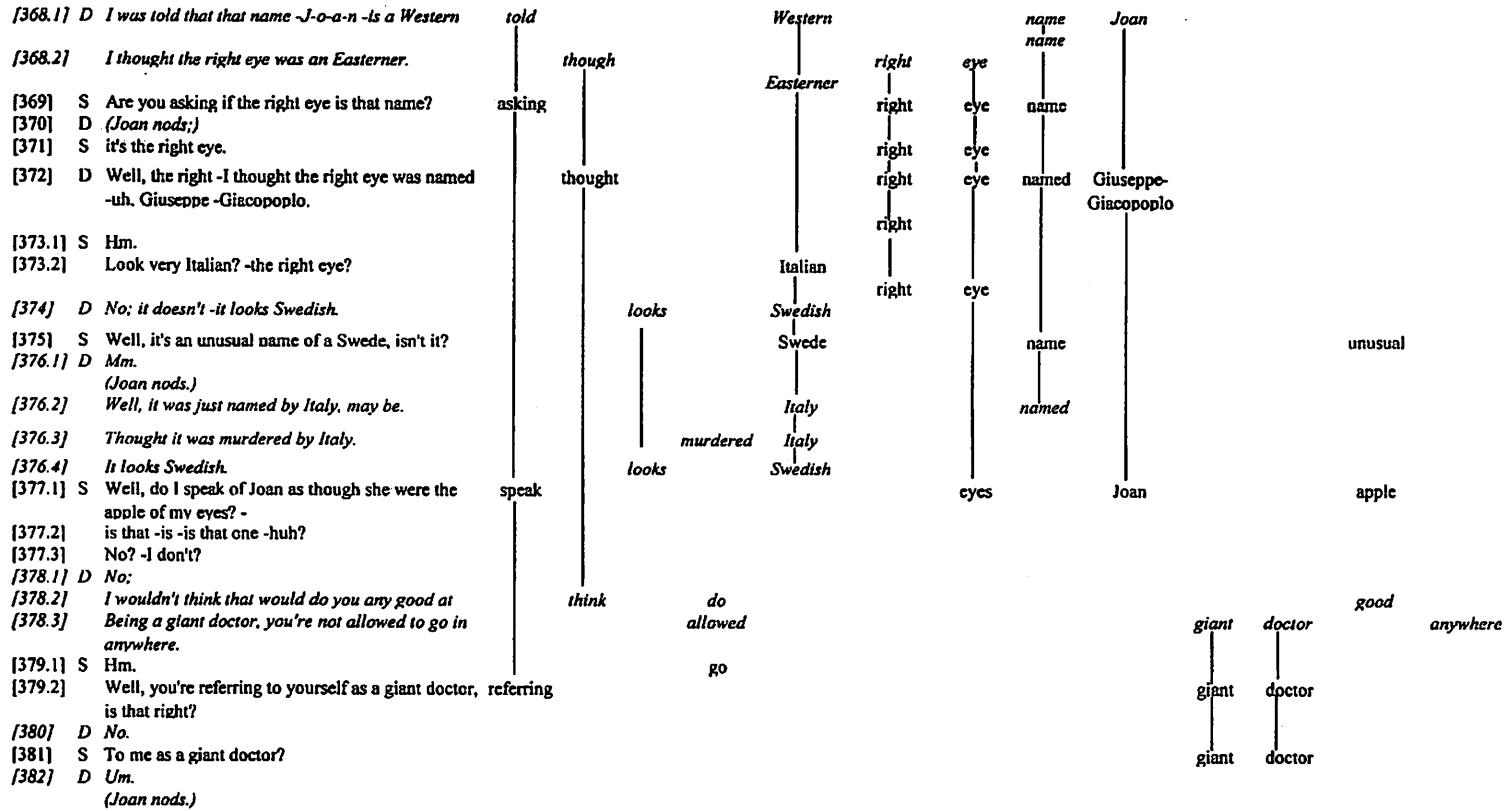 [368.1] D I was told that that name -J-o-a-n -is a Western told Western name Joan
name
[368.2] I thought the right eye was an Easterner. though right eye
Easterner
[369] S Are you asking if the right eye is that name? asking right eye name
[370] D (Joan nods;)
[371] S it's the right eye. right eye
[372] D Well, the right -I thought the right eye was named thought right eye named Giuseppe-
-uh, Giuseppe -Giacopoplo. Giacopoplo
right
[373.1] S Hm.
[373.2] Look very Italian? -the right eye? Italian
right eye
[374] D No; it doesn't -it looks Swedish. looks Swedish
[375] S Well, it's an unusual name of a Swede, isn't it? Swede name unusual
[376.1] D Mm.
(Joan nods.)
[376.2] Well, it was just named by Italy, may be. Italy named
[376.3] Thought it was murdered by Italy. murdered Italy
[376.4] It looks Swedish. looks Swedish
[377.1] S Well, do I speak of Joan as though she were the speak eyes Joan apple
apple of my eyes? -
[377.2] is that -is -is that one -huh?
[377.3] No? -I don't?
[378.1] D No;
[378.2] I wouldn't think that would do you any good at think do good
[378.3] Being a giant doctor, you're not allowed to go in allowed giant doctor anywhere
anywhere.
[379.1] S Hm. go
[379.2] Well, you're referring to yourself as a giant doctor, referring giant doctor
is that right?
[380] D No.
[381] S To me as a giant doctor? giant doctor
[382] D Um.
(Joan nods.)